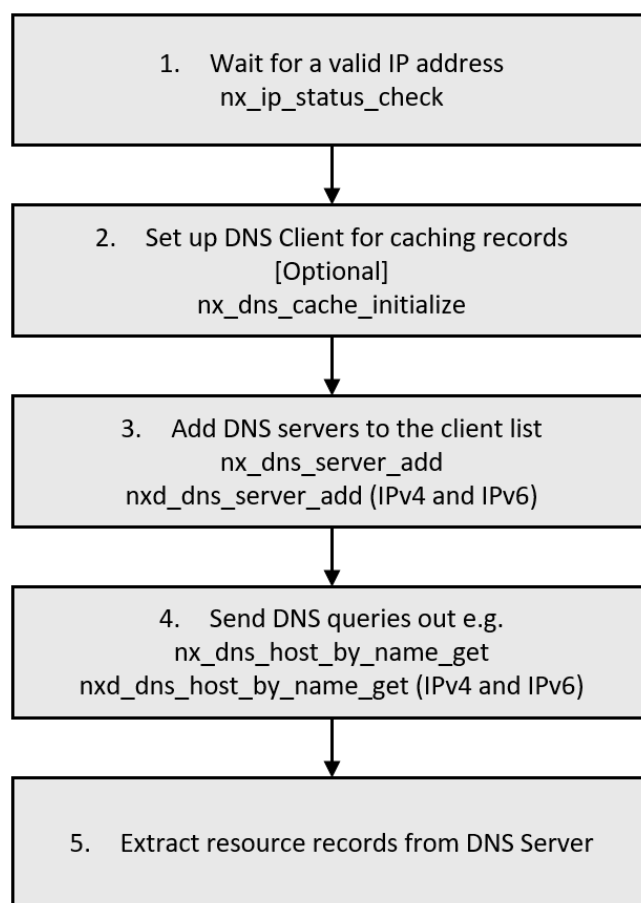 1. Wait for a valid IP address
nx_ip_status_check
2. Set up DNS Client for caching records
[Optional]
nx_dns_cache_initialize
3. Add DNS servers to the client list
nx_dns_server_add
nxd_dns_server_add (IPv4 and IPv6)
4. Send DNS queries out e.g.
nx_dns_host_by_name_get
nxd_dns_host_by_name_get (IPv4 and IPv6)
5. Extract resource records from DNS Server